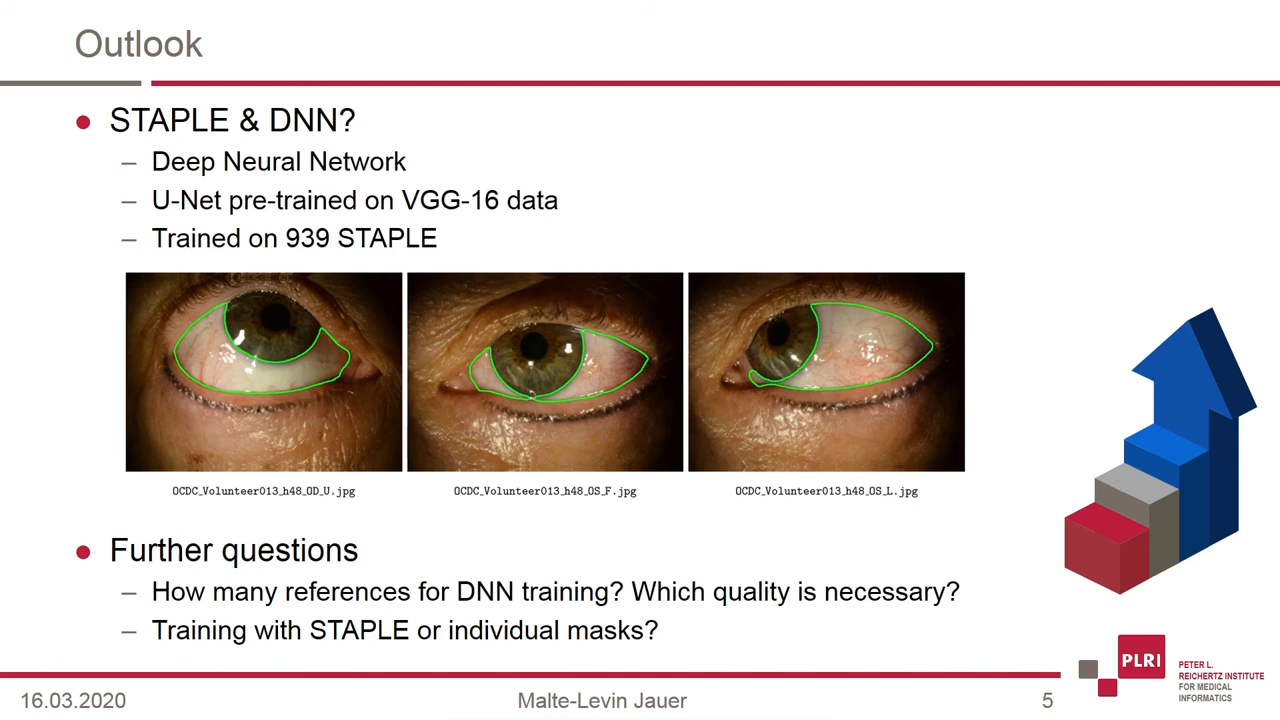 Outlook
STAPLE & DNN?
– Deep Neural Network
– U-Net pre-trained on VGG-16 data
– Trained on 939 STAPLE
OCDC_Volunteer013_h48_OD_U.jpg
OCDC_Volunteer013_h48_OS_F.jpg
OCDC_Volunteer013_h48_OS_L.jpg
Further questions
– How many references for DNN training? Which quality is necessary?
– Training with STAPLE or individual masks?
PLRI
PETER L.
REICHERTZ INSTITUTE
FOR MEDICAL
INFORMATICS
16.03.2020
Malte-Levin Jauer
5